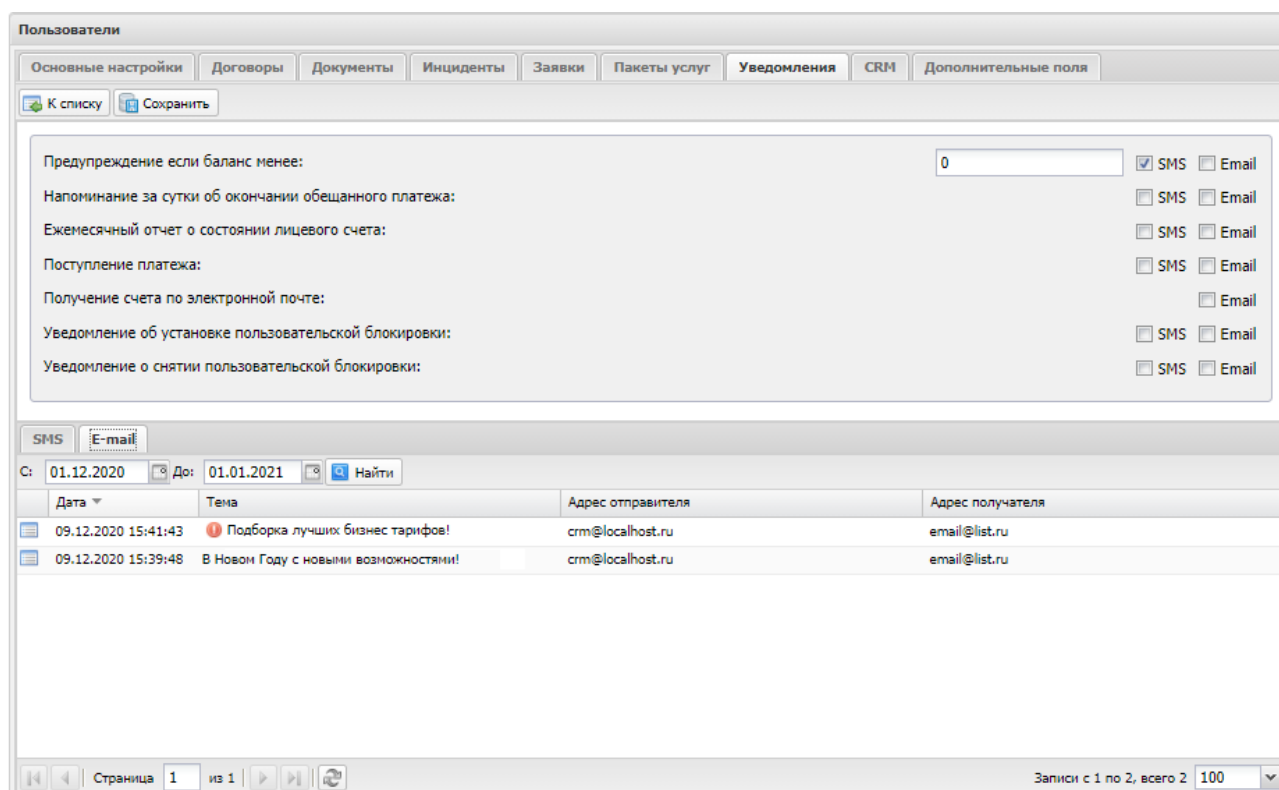 Пользователи
Основные настройки Договоры Документы Инциденты Заявки Пакеты услуг Уведомления CRM Дополнительные поля
К списку Сохранить
Предупреждение если баланс менее: 0 SMS Email
Напоминание за сутки об окончании обещанного платежа: SMS Email
Ежемесячный отчет о состоянии лицевого счета: SMS Email
Поступление платежа: SMS Email
Получение счета по электронной почте: Email
Уведомление об установке пользовательской блокировки: SMS Email
Уведомление о снятии пользовательской блокировки: SMS Email
SMS E-mail
С: 01.12.2020 До: 01.01.2021 Найти
Дата Тема Адрес отправителя Адрес получателя
09.12.2020 15:41:43 Подборка лучших бизнес тарифов! crm@localhost.ru email@list.ru
09.12.2020 15:39:48 В Новом Году с новыми возможностями! crm@localhost.ru email@list.ru
Страница 1 из 1 Записи с 1 по 2, всего 2 100